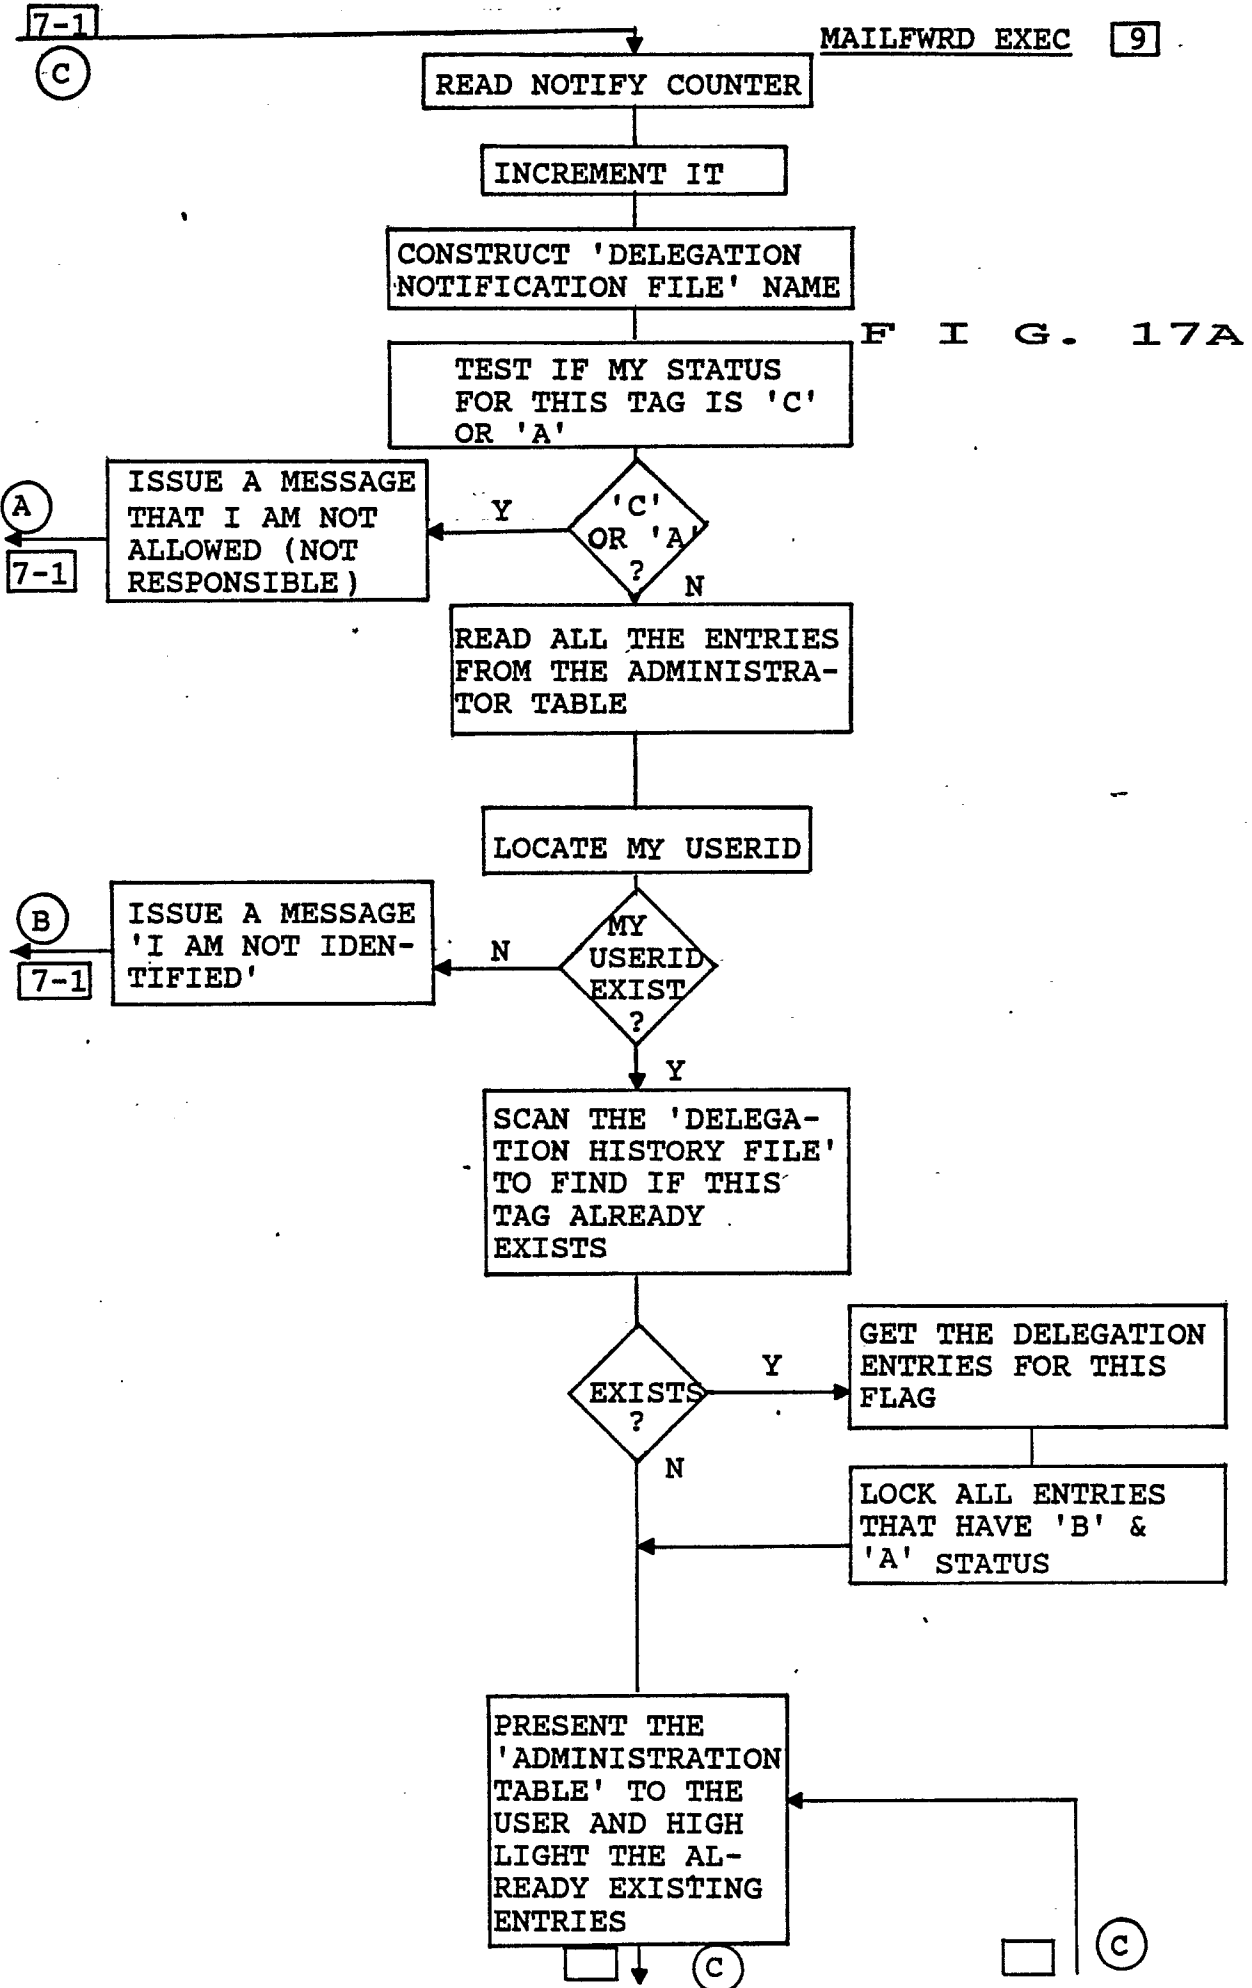 7-1
MAILFWRD EXEC 9
C
READ NOTIFY COUNTER
INCREMENT IT
CONSTRUCT 'DELEGATION
NOTIFICATION FILE' NAME
F I G. 17A
TEST IF MY STATUS
FOR THIS TAG IS 'C'
OR 'A'
ISSUE A MESSAGE
THAT I AM NOT
ALLOWED (NOT
RESPONSIBLE)
A
7-1
Y
'C'
OR 'A'
?
N
READ ALL THE ENTRIES
FROM THE ADMINISTRA-
TOR TABLE
LOCATE MY USERID
B
7-1
ISSUE A MESSAGE
'I AM NOT IDEN-
TIFIED'
N
MY
USERID
EXIST
?
Y
SCAN THE 'DELEGA-
TION HISTORY FILE'
TO FIND IF THIS
TAG ALREADY
EXISTS
EXISTS
?
Y
GET THE DELEGATION
ENTRIES FOR THIS
FLAG
N
LOCK ALL ENTRIES
THAT HAVE 'B' &
'A' STATUS
PRESENT THE
'ADMINISTRATION
TABLE' TO THE
USER AND HIGH
LIGHT THE AL-
READY EXISTING
ENTRIES
C
C